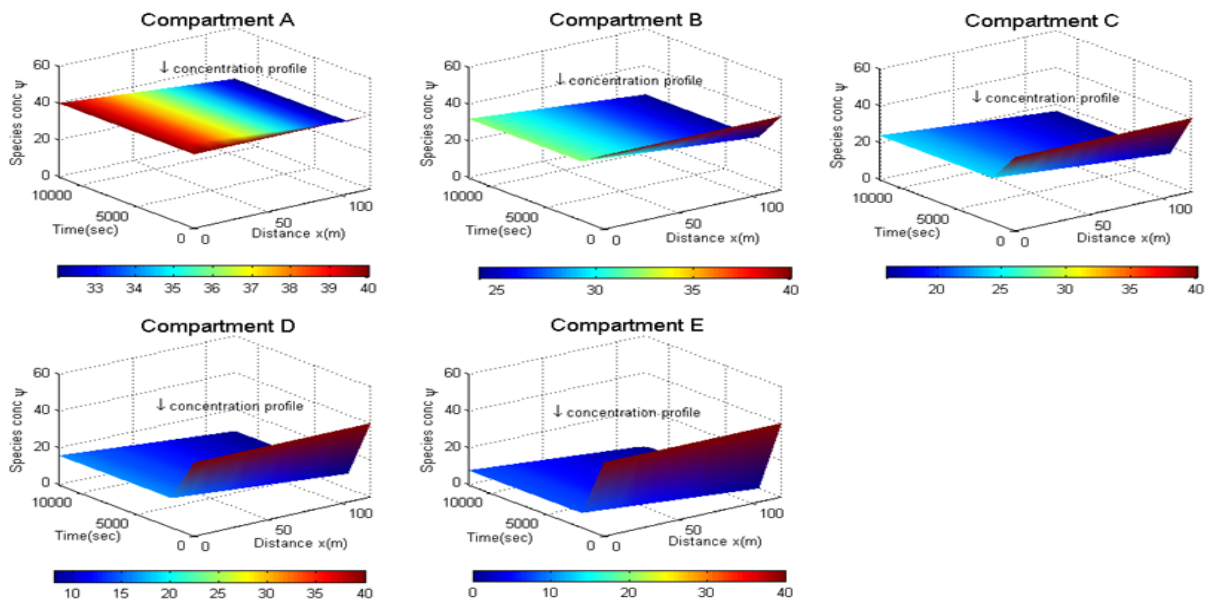 Compartment A
Species conc ψ
60
40
20
0
↓ concentration profile
10000
5000
0
Time(sec)
0
50
100
Distance x(m)
33 34 35 36 37 38 39 40
Compartment B
Species conc ψ
60
40
20
0
↓ concentration profile
10000
5000
0
Time(sec)
0
50
100
Distance x(m)
25 30 35 40
Compartment C
Species conc ψ
60
40
20
0
↓ concentration profile
10000
5000
0
Time(sec)
0
50
100
Distance x(m)
20 25 30 35 40
Compartment D
Species conc ψ
60
40
20
0
↓ concentration profile
10000
5000
0
Time(sec)
0
50
100
Distance x(m)
10 15 20 25 30 35 40
Compartment E
Species conc ψ
60
40
20
0
↓ concentration profile
10000
5000
0
Time(sec)
0
50
100
Distance x(m)
0 10 20 30 40